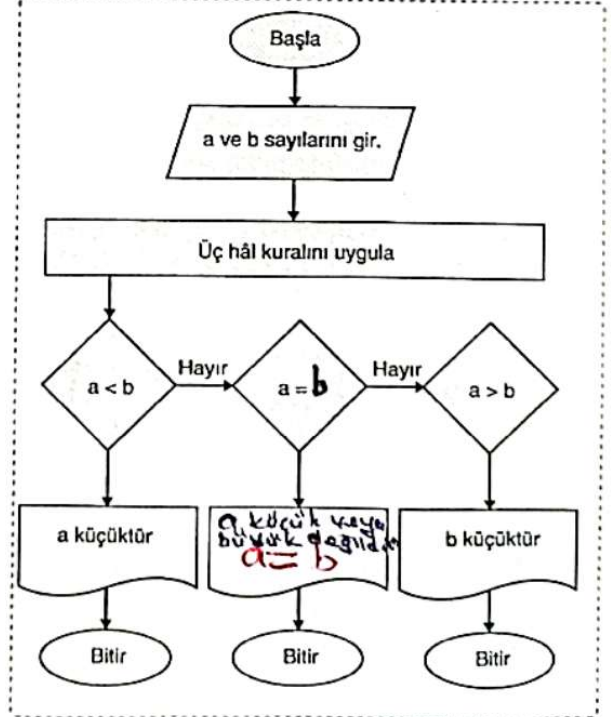 Başla
a ve b sayılarını gir.
Üç hâl kuralını uygula
a < b
Hayır
a = b
Hayır
a > b
a küçüktür
a küçük veya
büyük değildir
a = b
b küçüktür
Bitir
Bitir
Bitir